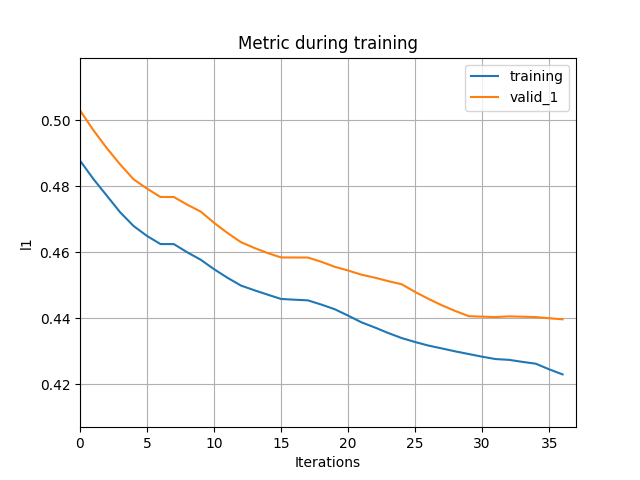 Metric during training
training
valid_1
0.50
0.48
0.46
0.44
0.42
l1
0 5 10 15 20 25 30 35
Iterations